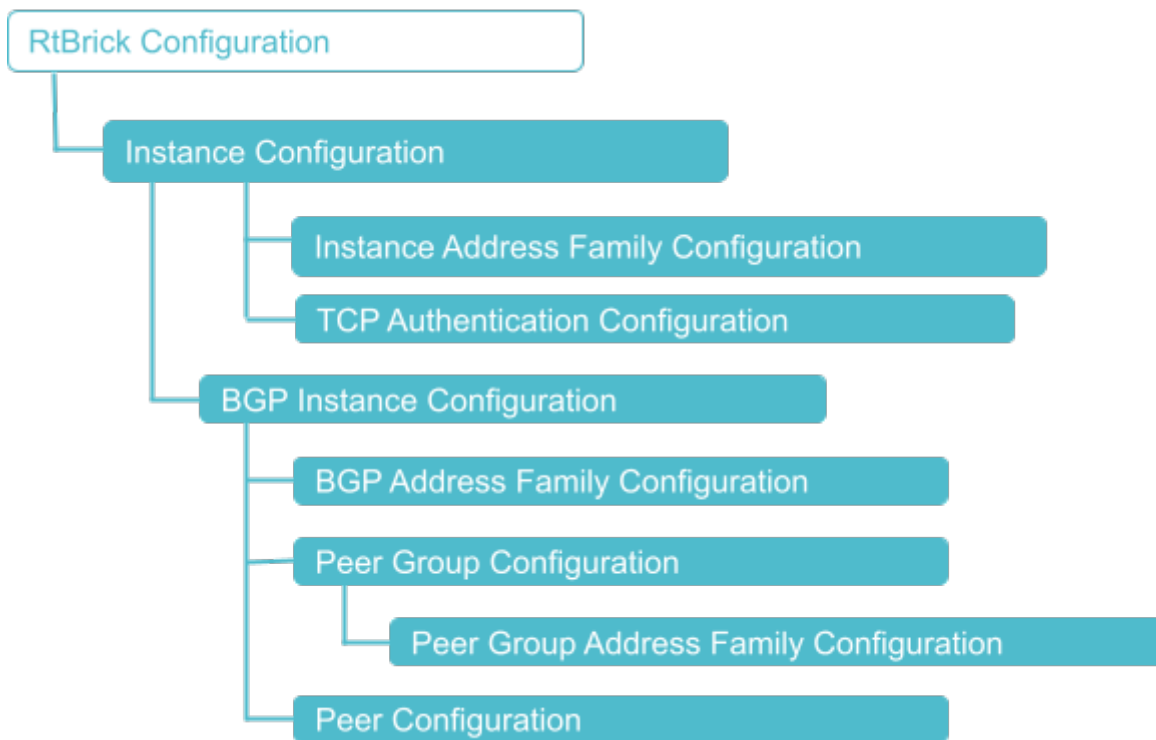 RtBrick Configuration
Instance Configuration
Instance Address Family Configuration
TCP Authentication Configuration
BGP Instance Configuration
BGP Address Family Configuration
Peer Group Configuration
Peer Group Address Family Configuration
Peer Configuration